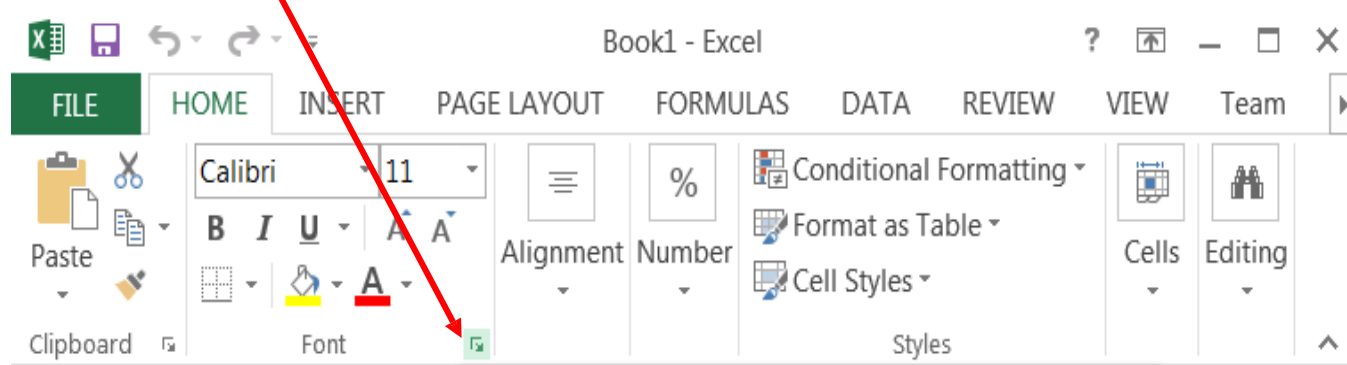 Book1 - Excel
FILE HOME INSERT PAGE LAYOUT FORMULAS DATA REVIEW VIEW Team
Calibri 11
Conditional Formatting
B I U A A
Format as Table
Paste
Alignment Number
Cells Editing
A
Cell Styles
Clipboard Font Styles